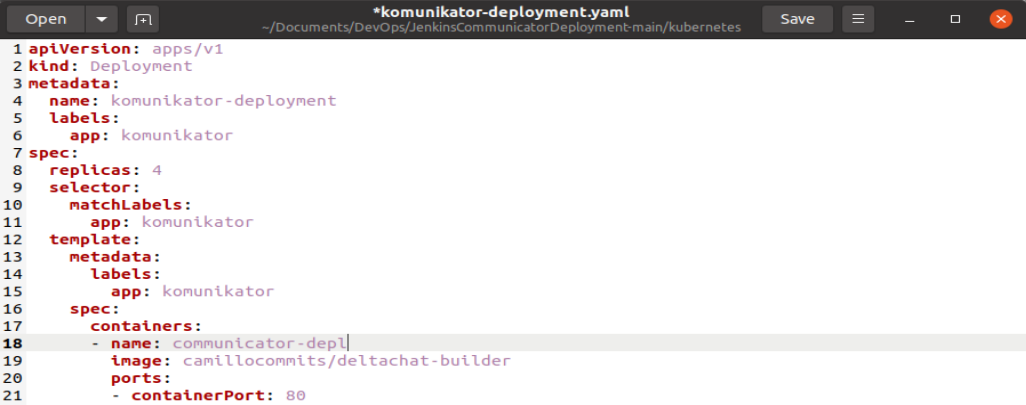 Open
*komunikator-deployment.yaml
~/Documents/DevOps/JenkinsCommunicatorDeployment-main/kubernetes
Save
1 apiVersion: apps/v1
2 kind: Deployment
3 metadata:
4   name: komunikator-deployment
5   labels:
6     app: komunikator
7 spec:
8   replicas: 4
9   selector:
10     matchLabels:
11       app: komunikator
12   template:
13     metadata:
14       labels:
15         app: komunikator
16     spec:
17       containers:
18       - name: communicator-depl
19         image: camillocommits/deltachat-builder
20         ports:
21         - containerPort: 80